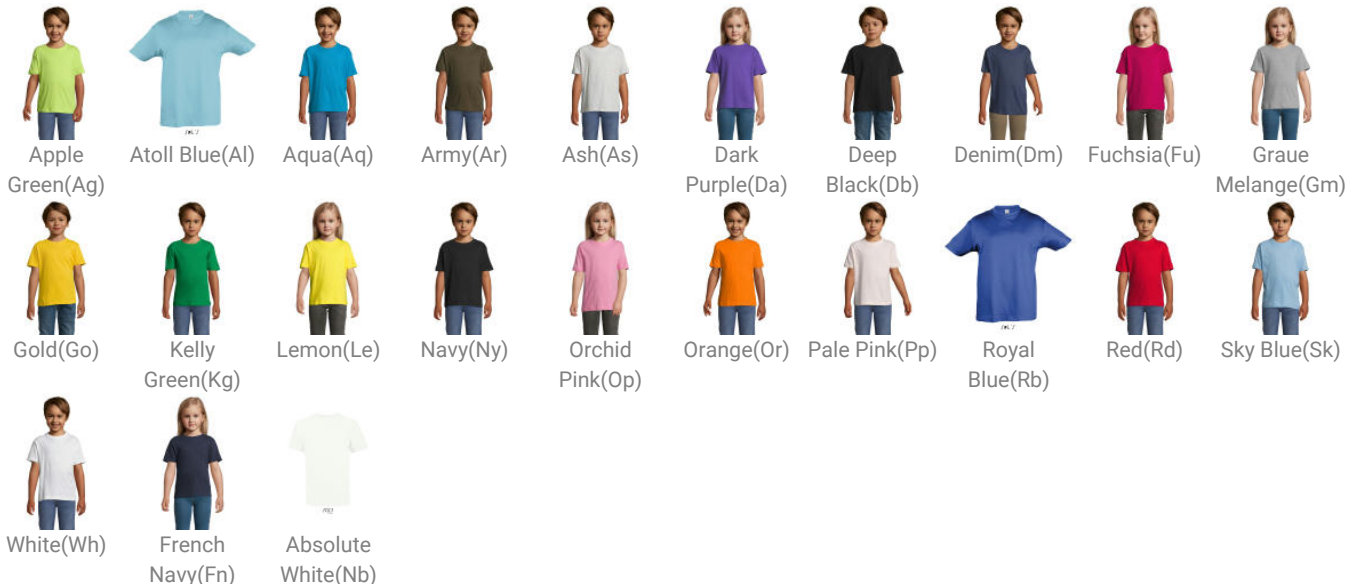 Apple
Green(Ag)
Atoll Blue(Al)
Aqua(Aq)
Army(Ar)
Ash(As)
Dark
Purple(Da)
Deep
Black(Db)
Denim(Dm)
Fuchsia(Fu)
Graue
Melange(Gm)
Gold(Go)
Kelly
Green(Kg)
Lemon(Le)
Navy(Ny)
Orchid
Pink(Op)
Orange(Or)
Pale Pink(Pp)
Royal
Blue(Rb)
Red(Rd)
Sky Blue(Sk)
White(Wh)
French
Navy(Fn)
Absolute
White(Nb)